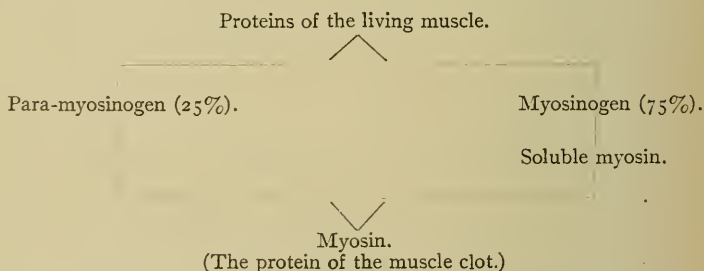 Proteins of the living muscle.
Para-myosinogen (25%). Myosinogen (75%).
Soluble myosin.
Myosin.
(The protein of the muscle clot.)